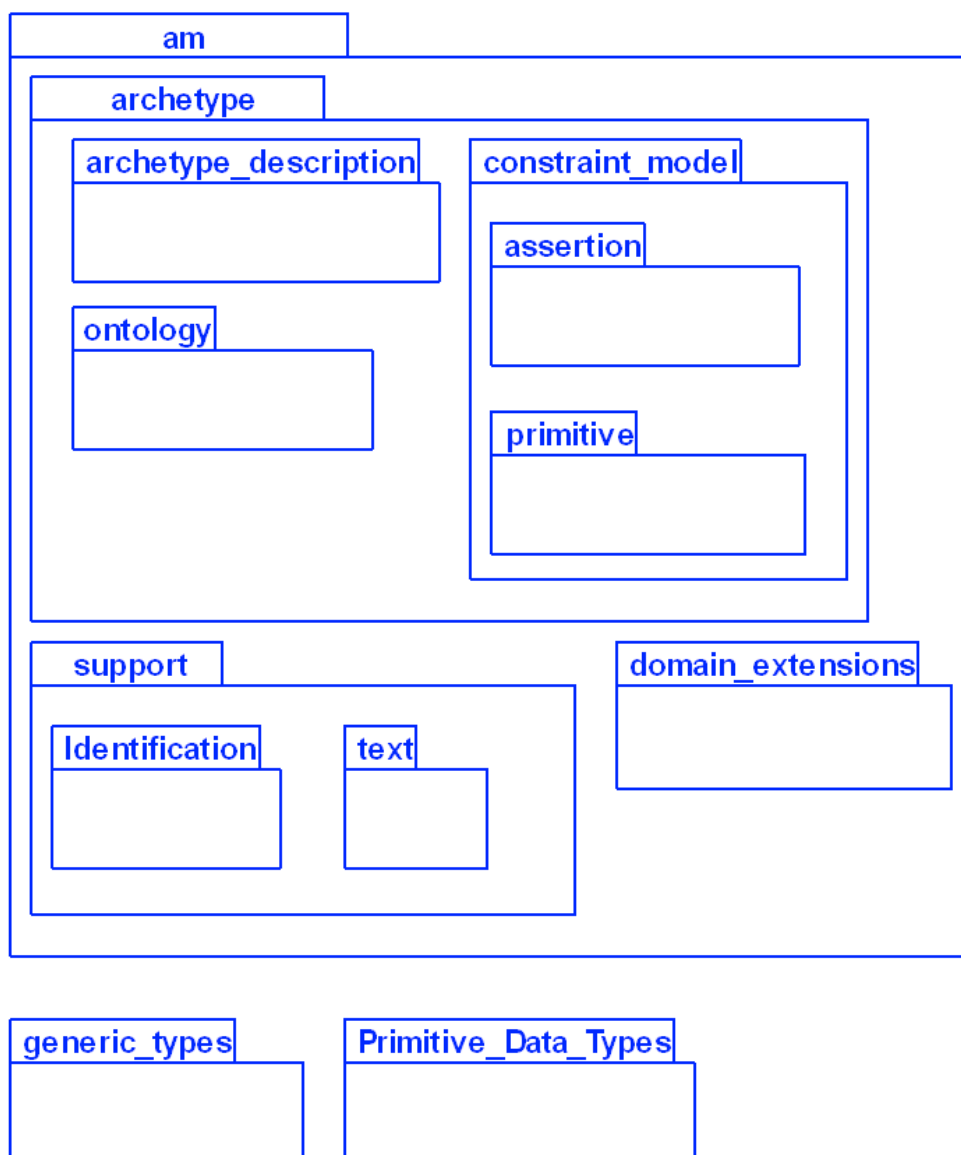 am
archetype
archetype_description
constraint_model
assertion
ontology
primitive
support
domain_extensions
Identification
text
generic_types
Primitive_Data_Types